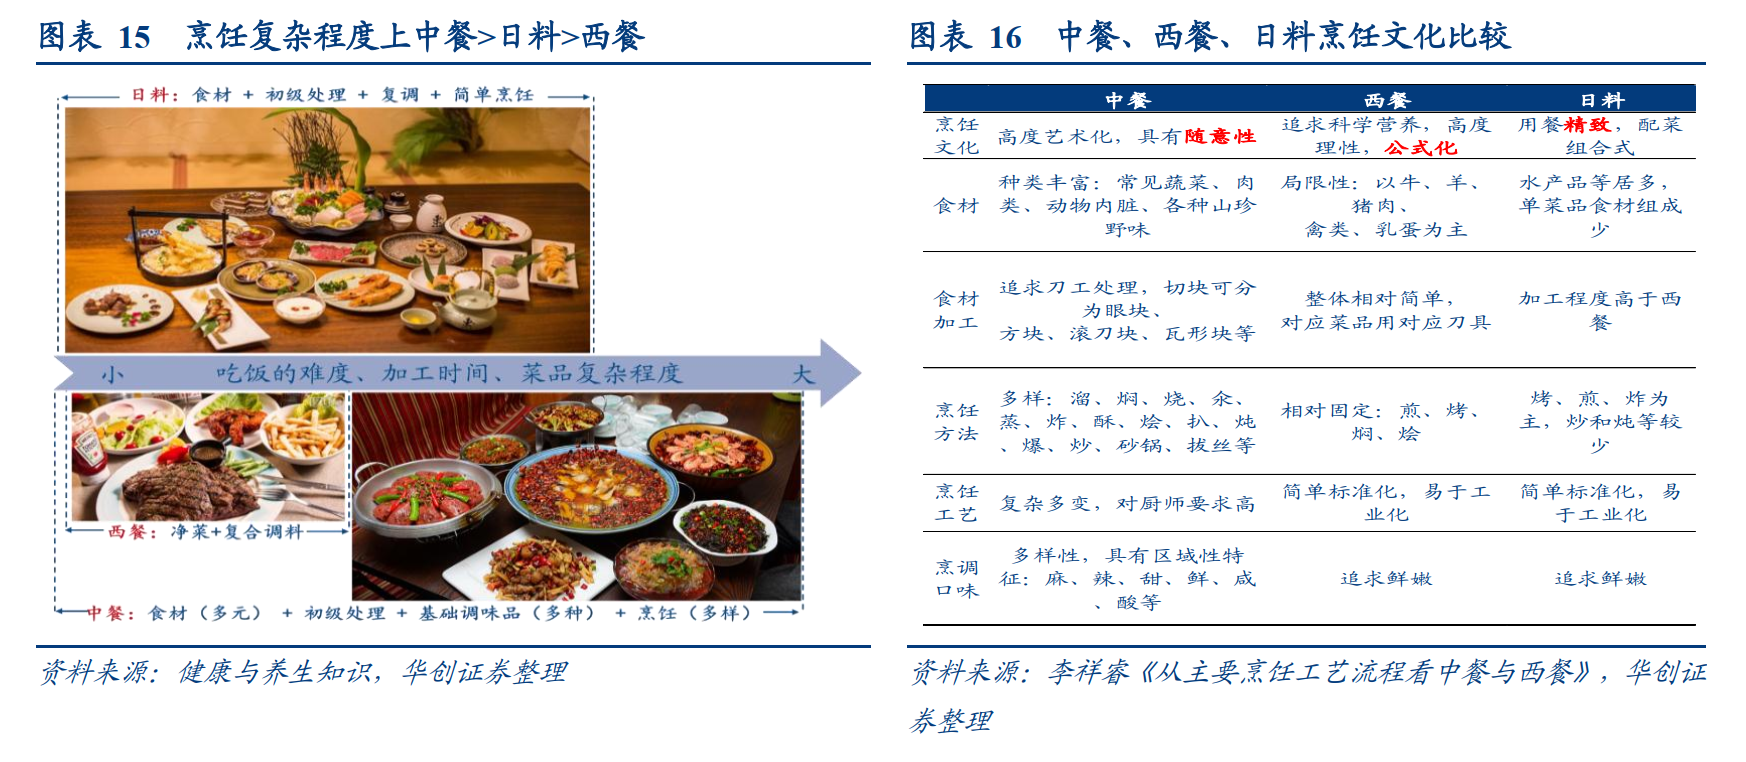 图表 15 烹饪复杂程度上中餐>日料>西餐
日料：食材 + 初级处理 + 复调 + 简单烹饪
小 吃饭的难度、加工时间、菜品复杂程度 大
西餐：净菜+复合调料
中餐：食材（多元） + 初级处理 + 基础调味品（多种） + 烹饪（多样）
资料来源：健康与养生知识，华创证券整理
图表 16 中餐、西餐、日料烹饪文化比较
中餐 西餐 日料
烹饪
文化
高度艺术化，具有随意性
追求科学营养，高度
理性，公式化
用餐精致，配菜
组合式
食材
种类丰富：常见蔬菜、肉
类、动物内脏、各种山珍
野味
局限性：以牛、羊、
猪肉、
禽类、乳蛋为主
水产品等居多，
单菜品食材组成
少
食材
加工
追求刀工处理，切块可分
为眼块、
方块、滚刀块、瓦形块等
整体相对简单，
对应菜品用对应刀具
加工程度高于西
餐
烹饪
方法
多样：溜、焖、烧、汆、
蒸、炸、酥、烩、扒、炖
、爆、炒、砂锅、拔丝等
相对固定：煎、烤、
焖、烩
烤、煎、炸为
主，炒和炖等较
少
烹饪
工艺
复杂多变，对厨师要求高
简单标准化，易于工
业化
简单标准化，易
于工业化
烹调
口味
多样性，具有区域性特
征：麻、辣、甜、鲜、咸
、酸等
追求鲜嫩
追求鲜嫩
资料来源：李祥睿《从主要烹饪工艺流程看中餐与西餐》，华创证
券整理